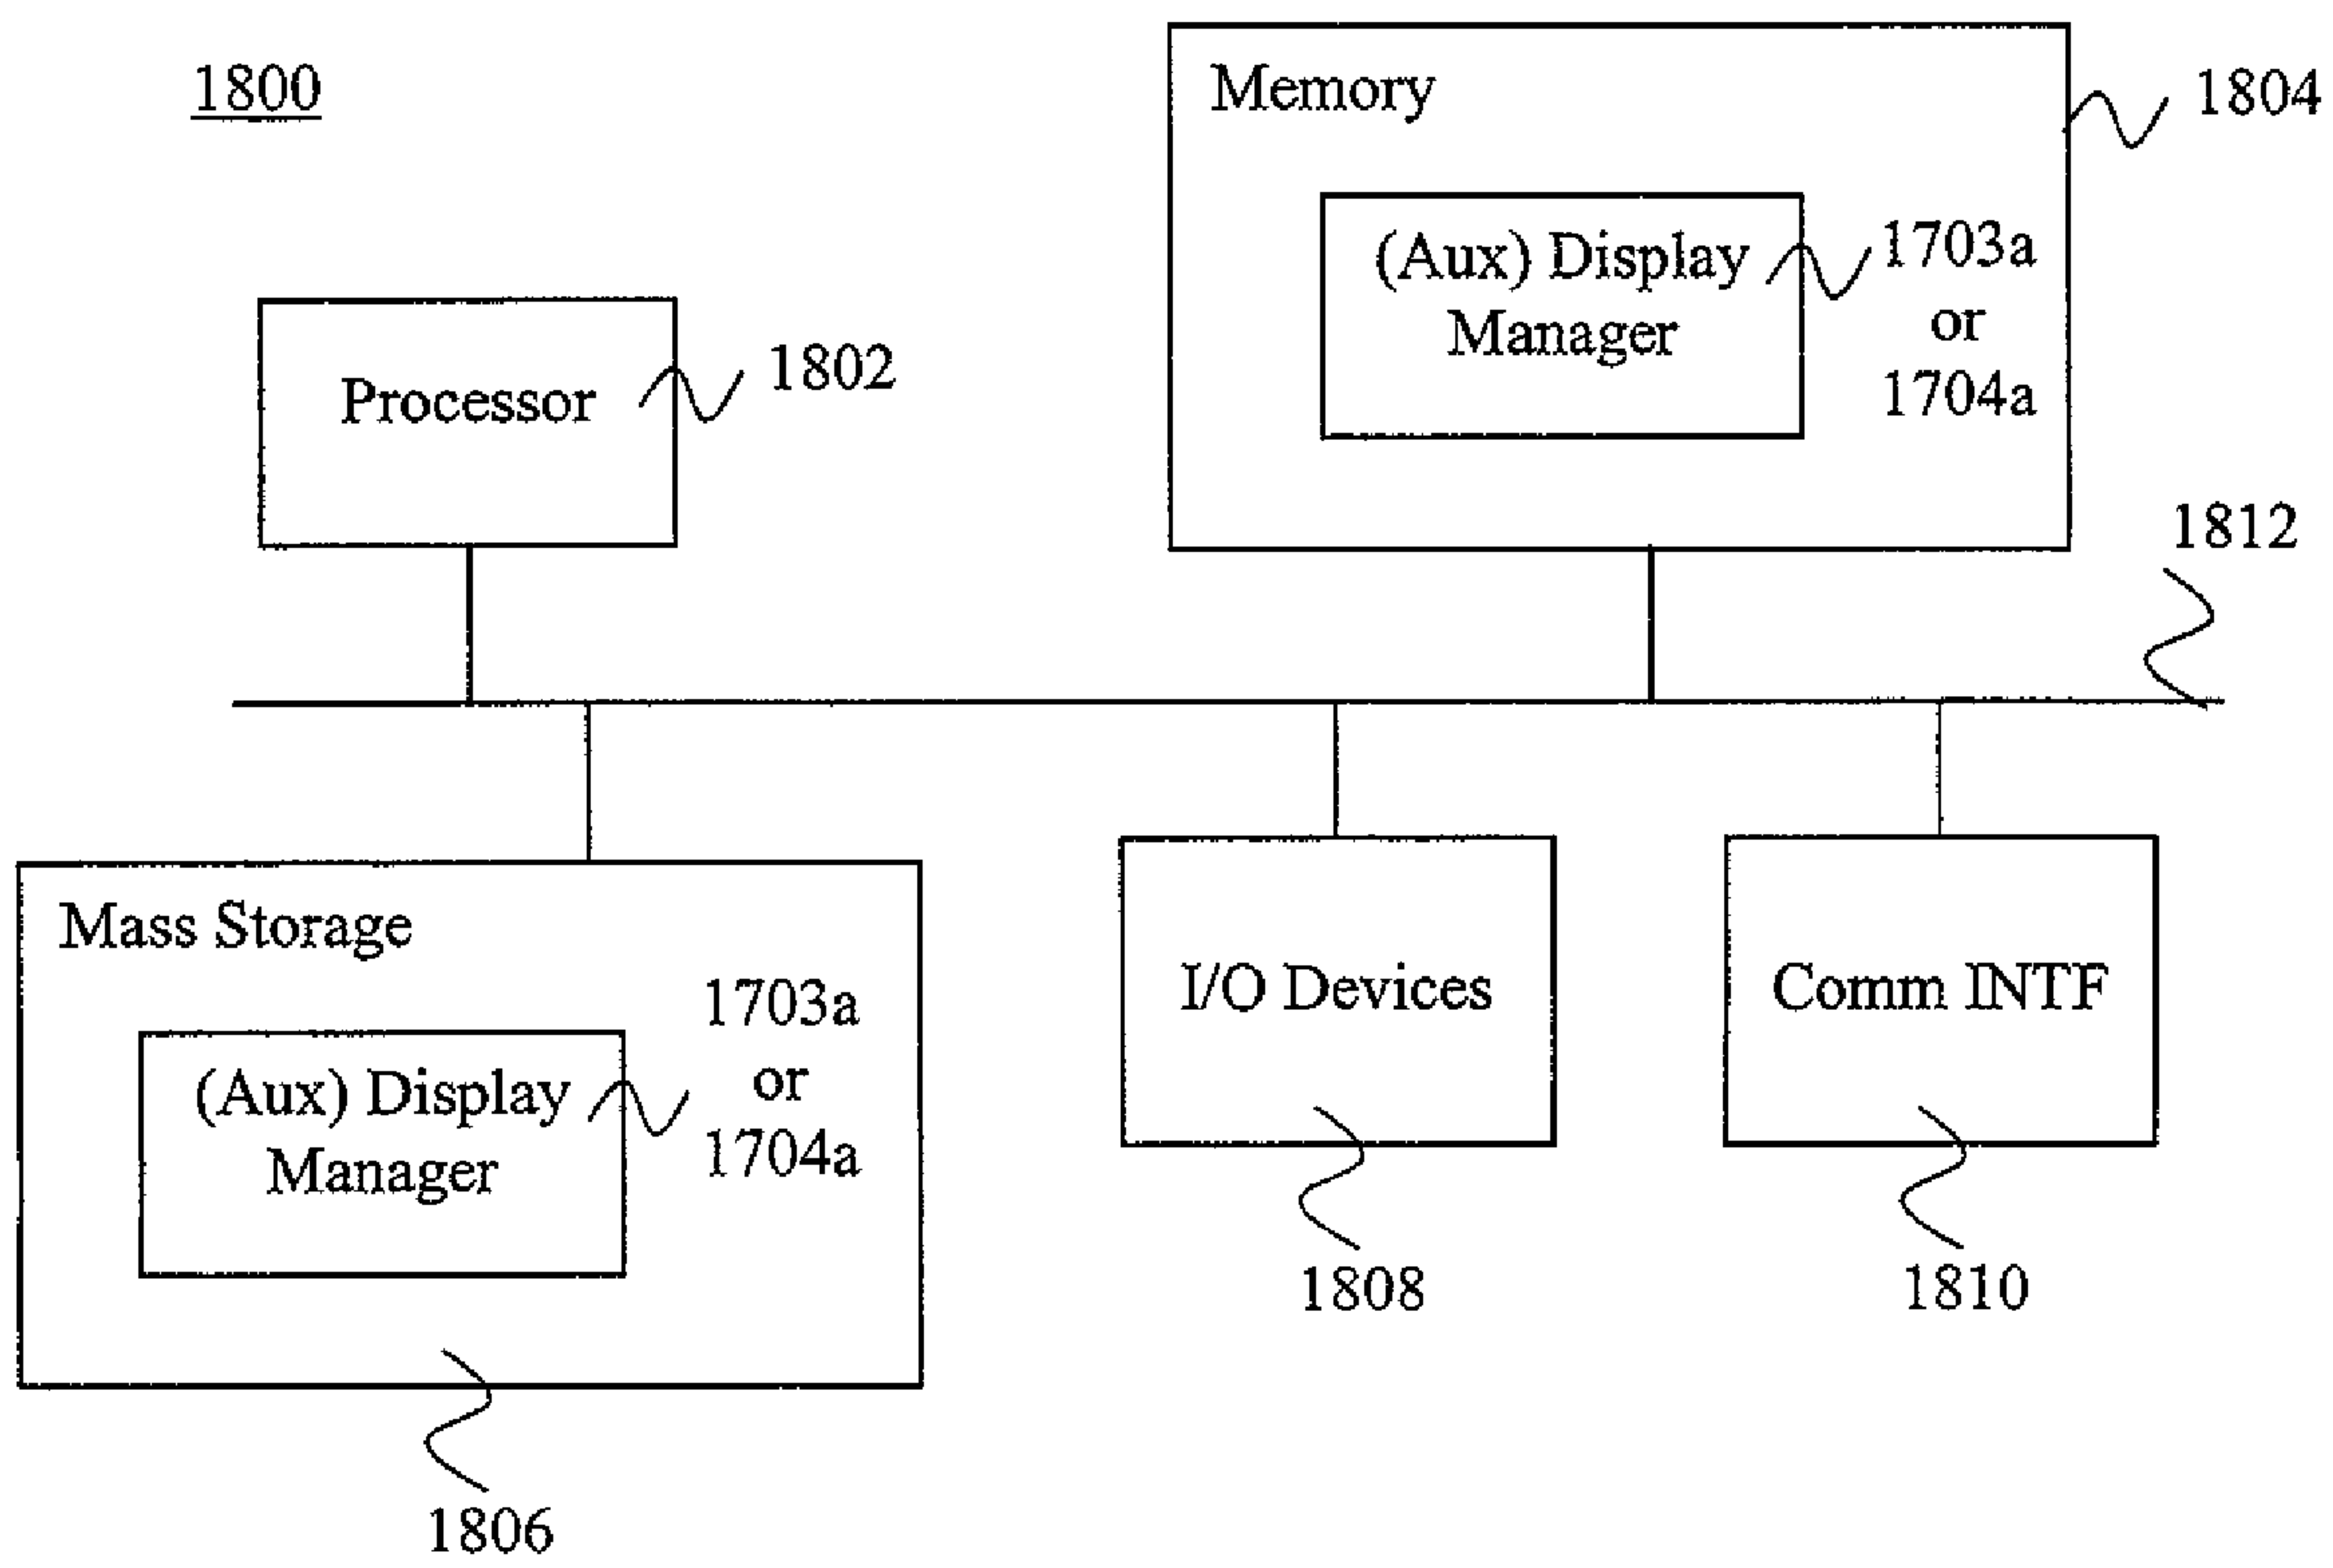 1800
Memory
1804
(Aux) Display
Manager
1703a
or
1704a
Processor
1802
1812
Mass Storage
(Aux) Display
Manager
1703a
or
1704a
1806
I/O Devices
1808
Comm INTF
1810